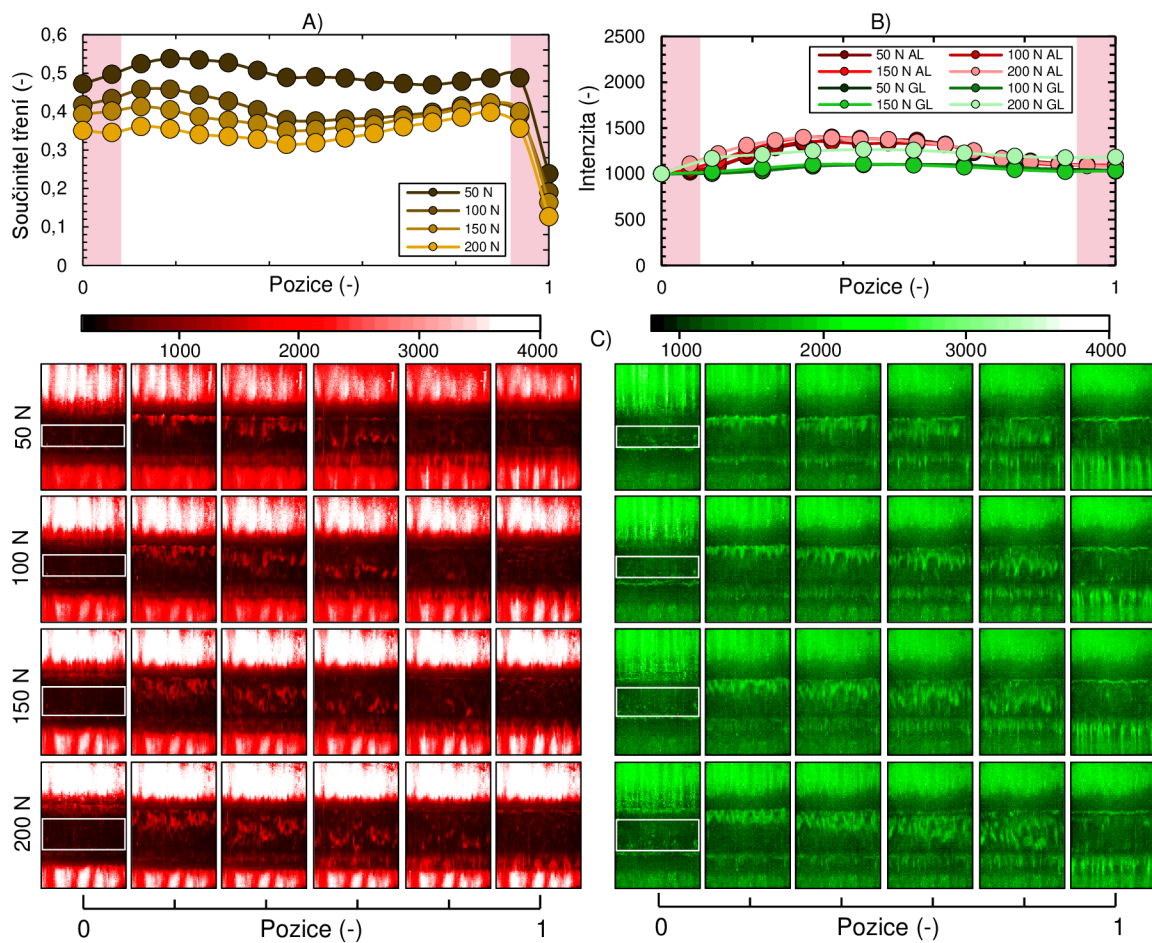 A)
B)
0,6
0,5
0,4
0,3
0,2
0,1
0
Součinitel tření (-)
50 N
100 N
150 N
200 N
0
Pozice (-)
1
2500
2000
1500
1000
500
0
Intenzita (-)
50 N AL
100 N AL
150 N AL
200 N AL
50 N GL
100 N GL
150 N GL
200 N GL
0
Pozice (-)
1
C)
1000
2000
3000
4000
1000
2000
3000
4000
50 N
100 N
150 N
200 N
0
Pozice (-)
1
0
Pozice (-)
1